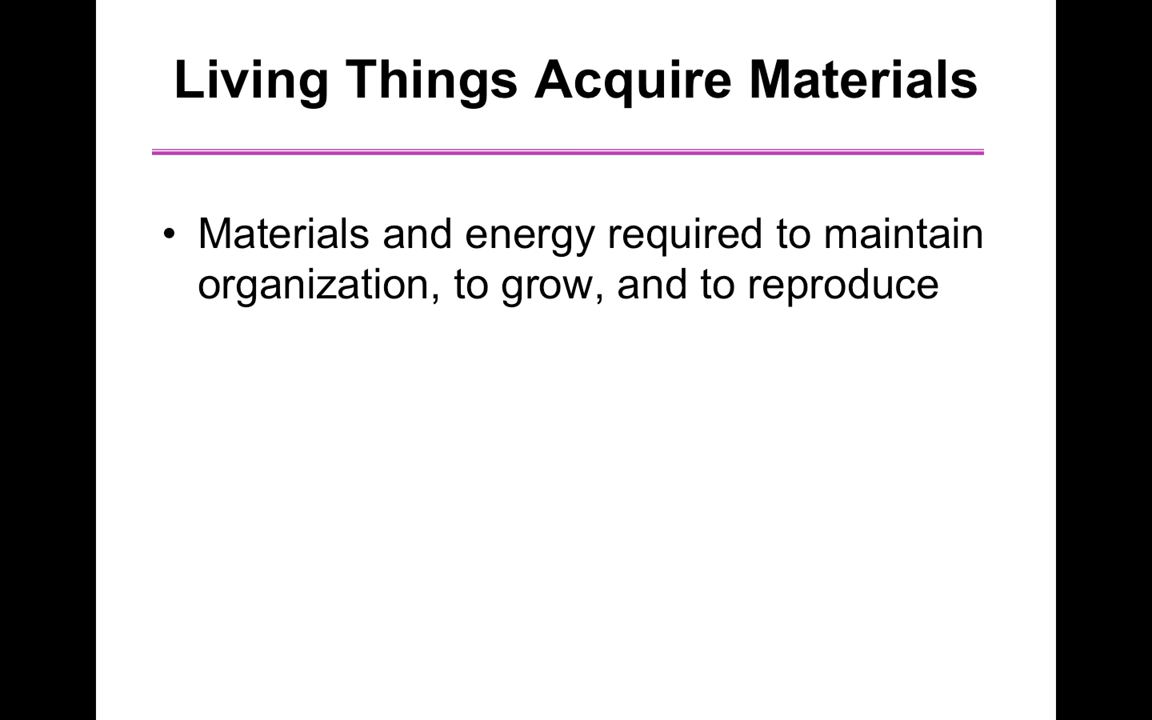 Living Things Acquire Materials
• Materials and energy required to maintain
organization, to grow, and to reproduce